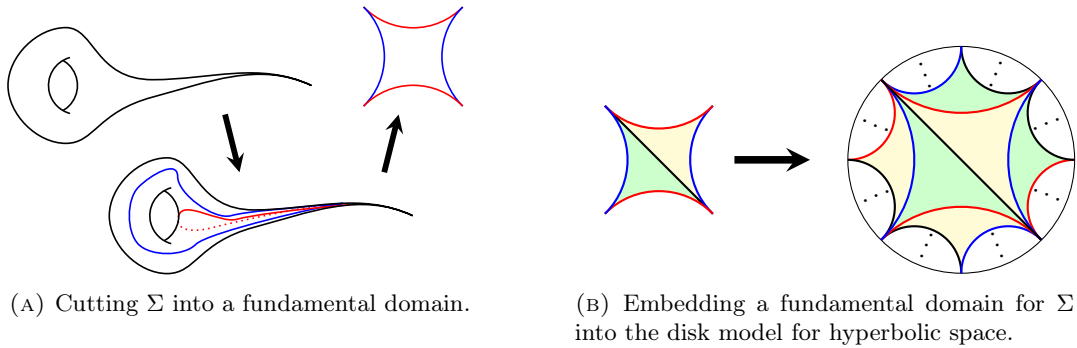 (A) Cutting Σ into a fundamental domain.
(B) Embedding a fundamental domain for Σ
into the disk model for hyperbolic space.